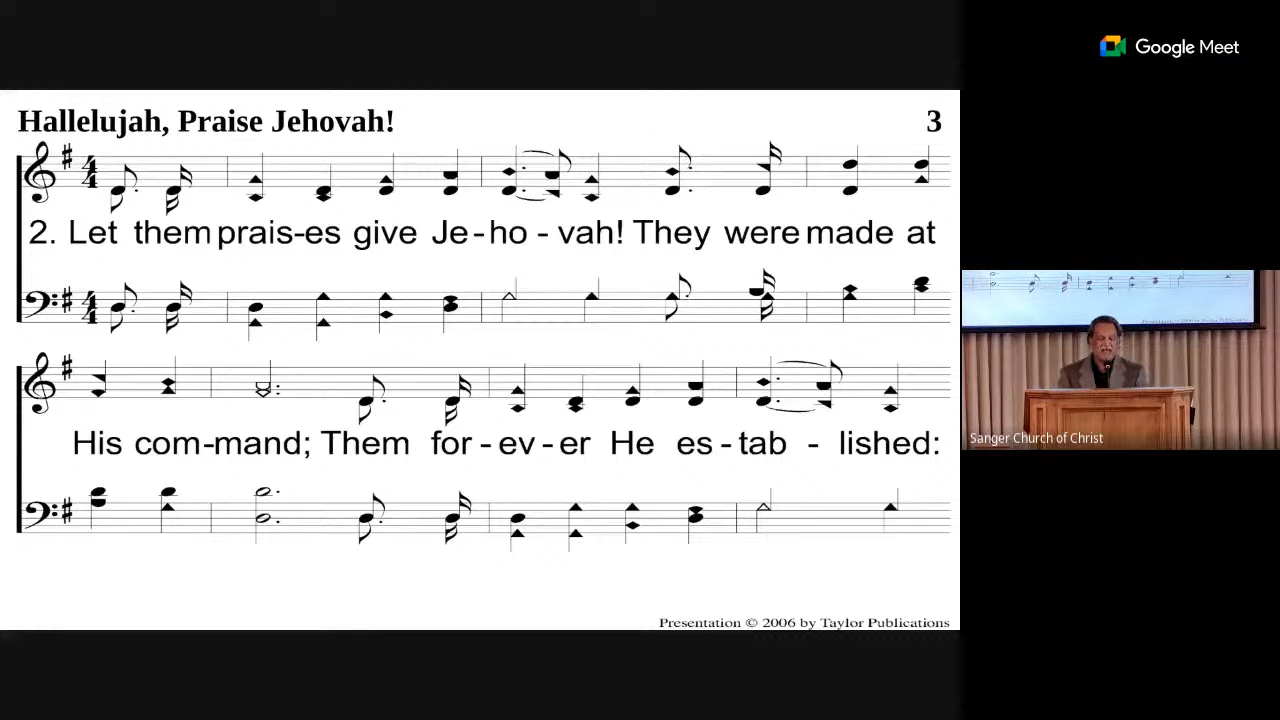 Google Meet
Hallelujah, Praise Jehovah! 3
2. Let them prais-es give Je-ho - vah! They were made at
His com-mand; Them for-ev-er He es-tab - lished:
Presentation © 2006 by Taylor Publications
Sanger Church of Christ